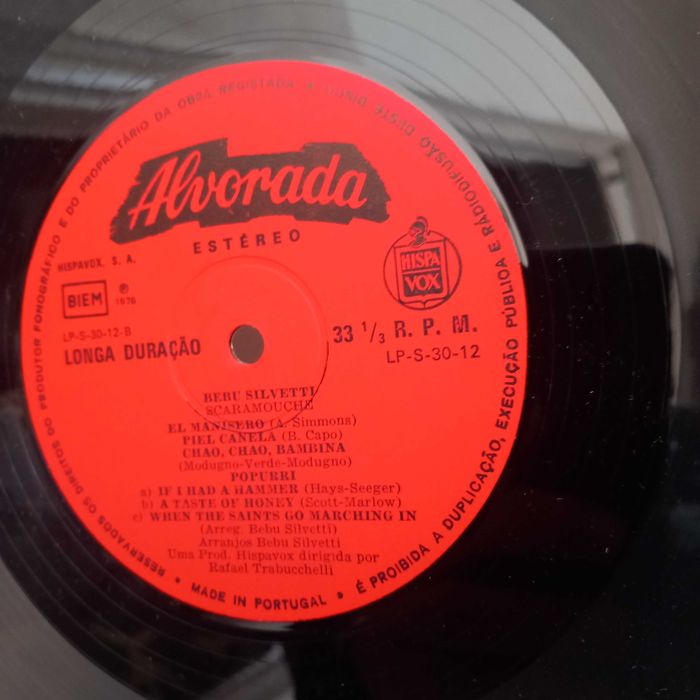 RESERVADOS OS DIREITOS DO PRODUTOR FONOGRÁFICO E DO PROPRIETÁRIO DA OBRA REGISTADA • É PROIBIDA A DUPLICAÇÃO, EXECUÇÃO PÚBLICA E RÁDIODIFUSÃO DESTE DISCO •
Alvorada
ESTÉREO
HISPAVOX, S. A.
HISPA
VOX
BIEM
℗
1976
LP-S-30-12-B
LONGA DURAÇÃO
33 1/3 R. P. M.
LP-S-30-12
BEBU SILVETTI
SCARAMOUCHE
EL MANISERO (A. Simmons)
PIEL CANELA (B. Capo)
CHAO, CHAO, BAMBINA
(Modugno-Verde-Modugno)
POPURRI
a) IF I HAD A HAMMER (Hays-Seeger)
b) A TASTE OF HONEY (Scott-Marlow)
c) WHEN THE SAINTS GO MARCHING IN
(Arreg. Bebu Silvetti)
Arranjos Bebu Silvetti
Uma Prod. Hispavox dirigida por
Rafael Trabucchelli
• MADE IN PORTUGAL •